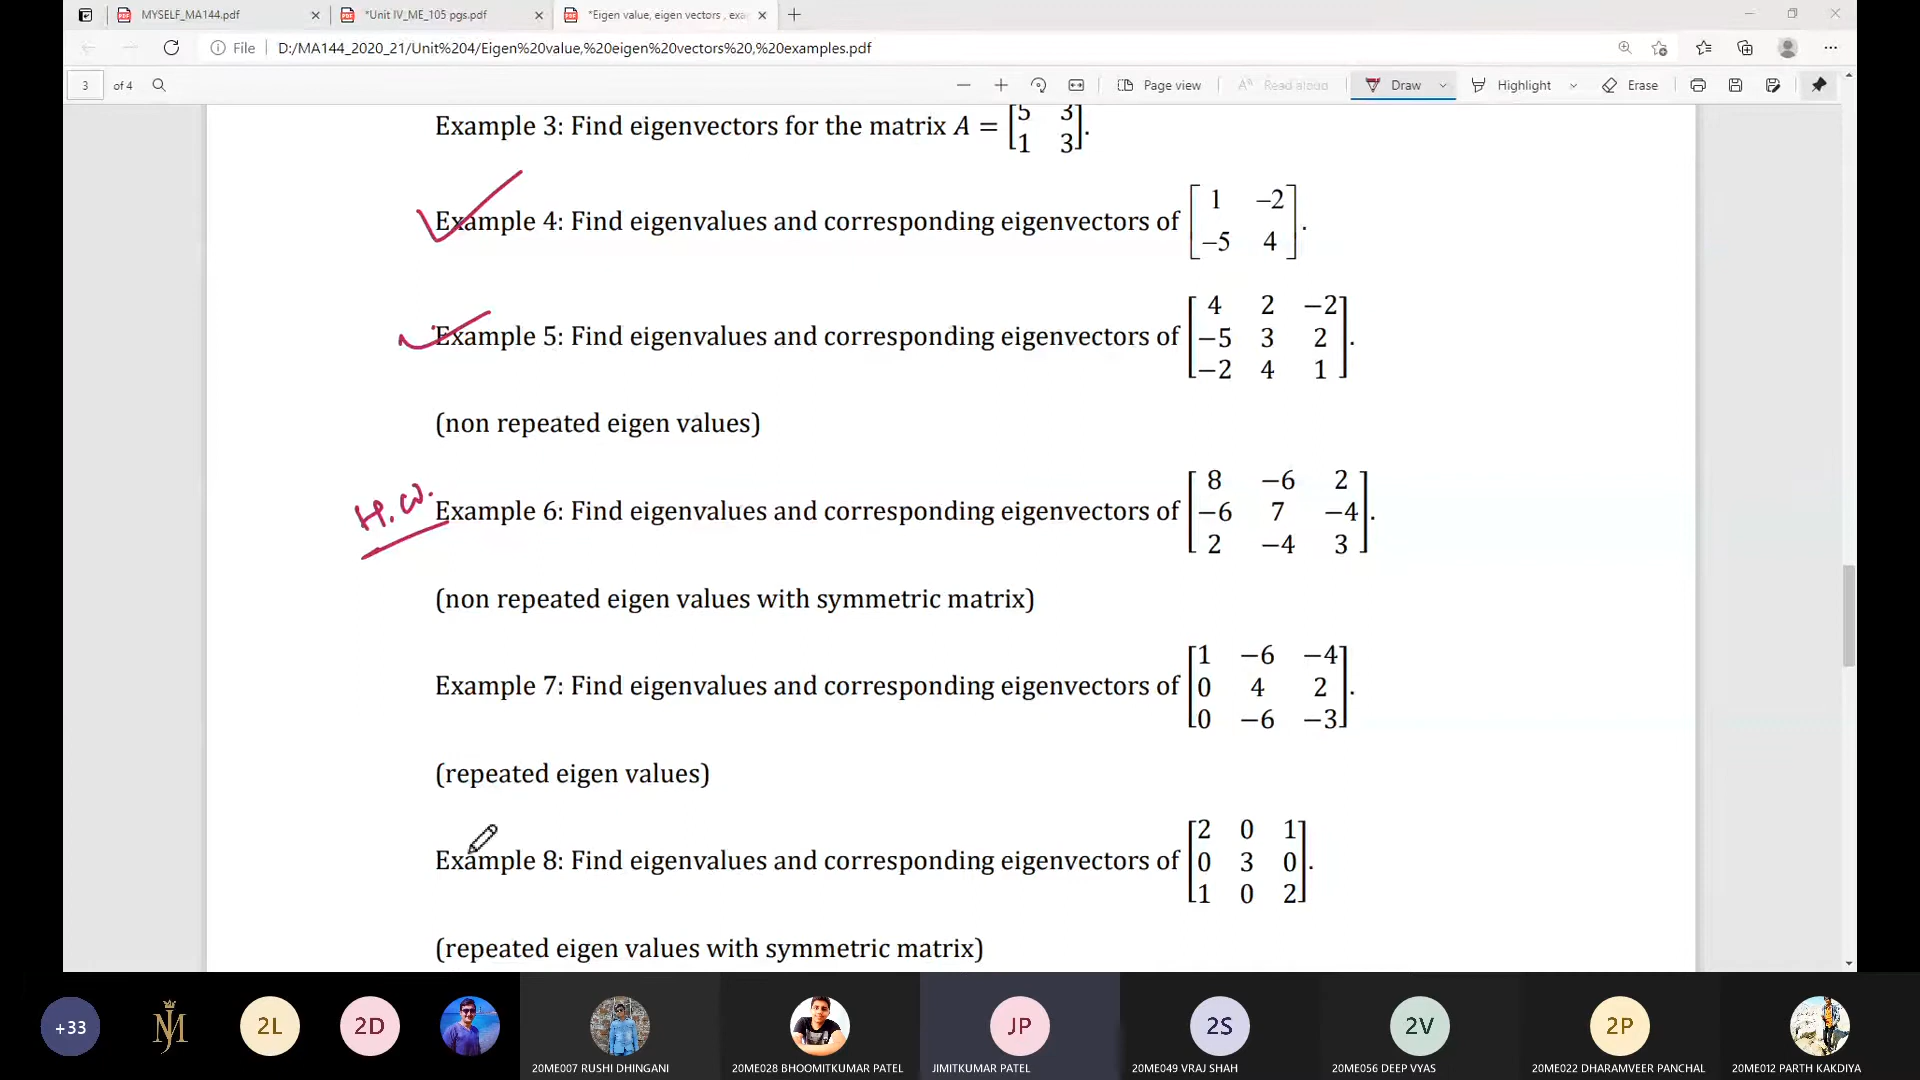 MYSELF_MA144.pdf
*Unit IV_ME_105 pgs.pdf
*Eigen value, eigen vectors , exa
File
D:/MA144_2020_21/Unit%204/Eigen%20value,%20eigen%20vectors%20,%20examples.pdf
3 of 4
Page view
Read aloud
Draw
Highlight
Erase
Example 3: Find eigenvectors for the matrix A = [5 3
1 3].
Example 4: Find eigenvalues and corresponding eigenvectors of [1 −2
−5 4].
Example 5: Find eigenvalues and corresponding eigenvectors of [4 2 −2
−5 3 2
−2 4 1].
(non repeated eigen values)
H.W.
Example 6: Find eigenvalues and corresponding eigenvectors of [8 −6 2
−6 7 −4
2 −4 3].
(non repeated eigen values with symmetric matrix)
Example 7: Find eigenvalues and corresponding eigenvectors of [1 −6 −4
0 4 2
0 −6 −3].
(repeated eigen values)
Example 8: Find eigenvalues and corresponding eigenvectors of [2 0 1
0 3 0
1 0 2].
(repeated eigen values with symmetric matrix)
+33
JM
2L
2D
JP
2S
2V
2P
20ME007 RUSHI DHINGANI
20ME028 BHOOMITKUMAR PATEL
JIMITKUMAR PATEL
20ME049 VRAJ SHAH
20ME056 DEEP VYAS
20ME022 DHARAMVEER PANCHAL
20ME012 PARTH KAKDIYA